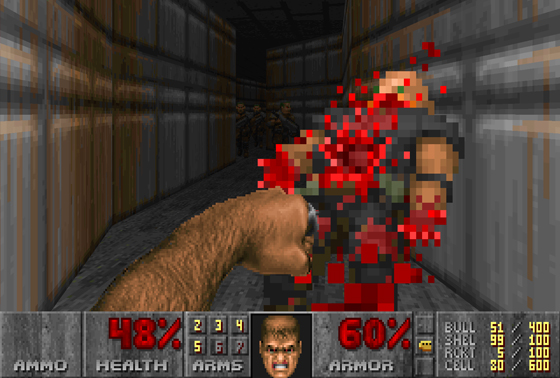 48%
HEALTH
AMMO
2 3 4
5 6 7
ARMS
60%
ARMOR
BULL 51 / 400
SHEL 99 / 100
RCKT 5 / 100
CELL 80 / 600